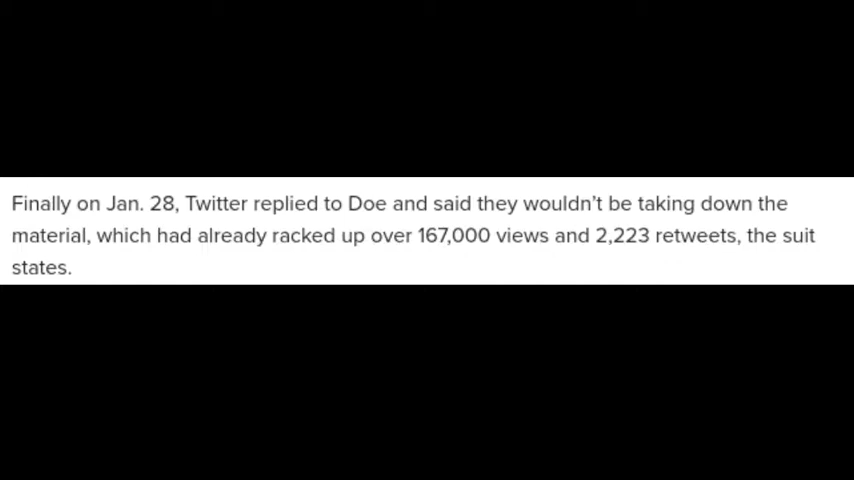 Finally on Jan. 28, Twitter replied to Doe and said they wouldn’t be taking down the
material, which had already racked up over 167,000 views and 2,223 retweets, the suit
states.